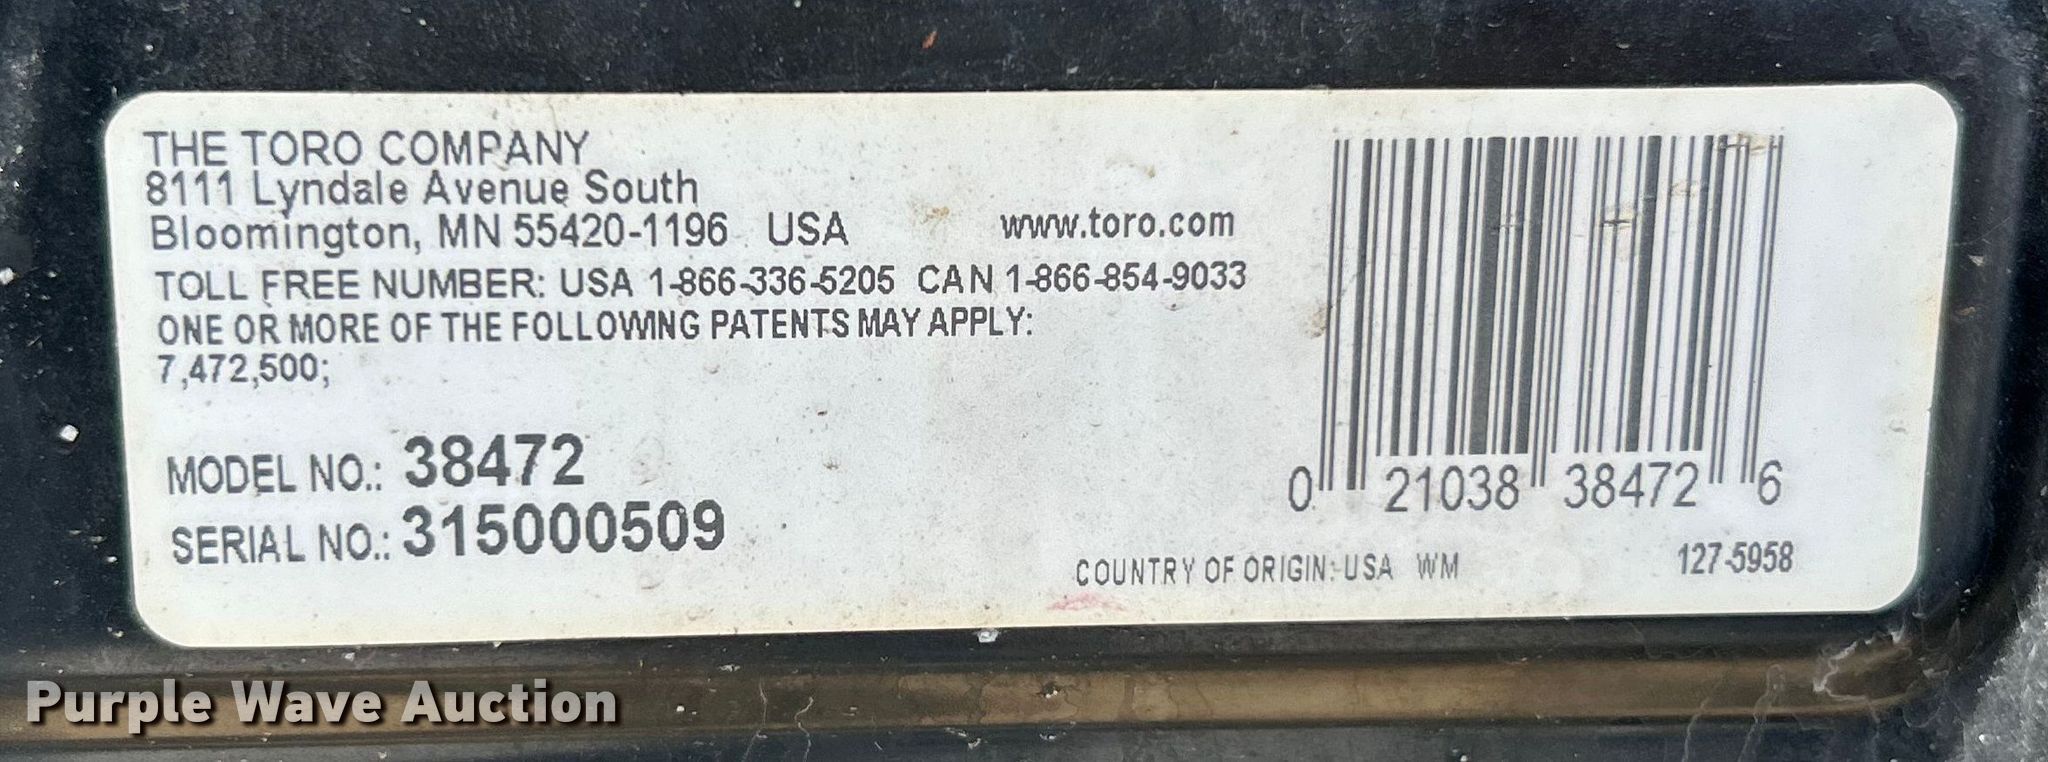 THE TORO COMPANY
8111 Lyndale Avenue South
Bloomington, MN 55420-1196 USA www.toro.com
TOLL FREE NUMBER: USA 1-866-336-5205 CAN 1-866-854-9033
ONE OR MORE OF THE FOLLOWING PATENTS MAY APPLY:
7,472,500;
MODEL NO.: 38472
SERIAL NO.: 315000509
0 21038 38472 6
COUNTRY OF ORIGIN: USA WM 127-5958
Purple Wave Auction